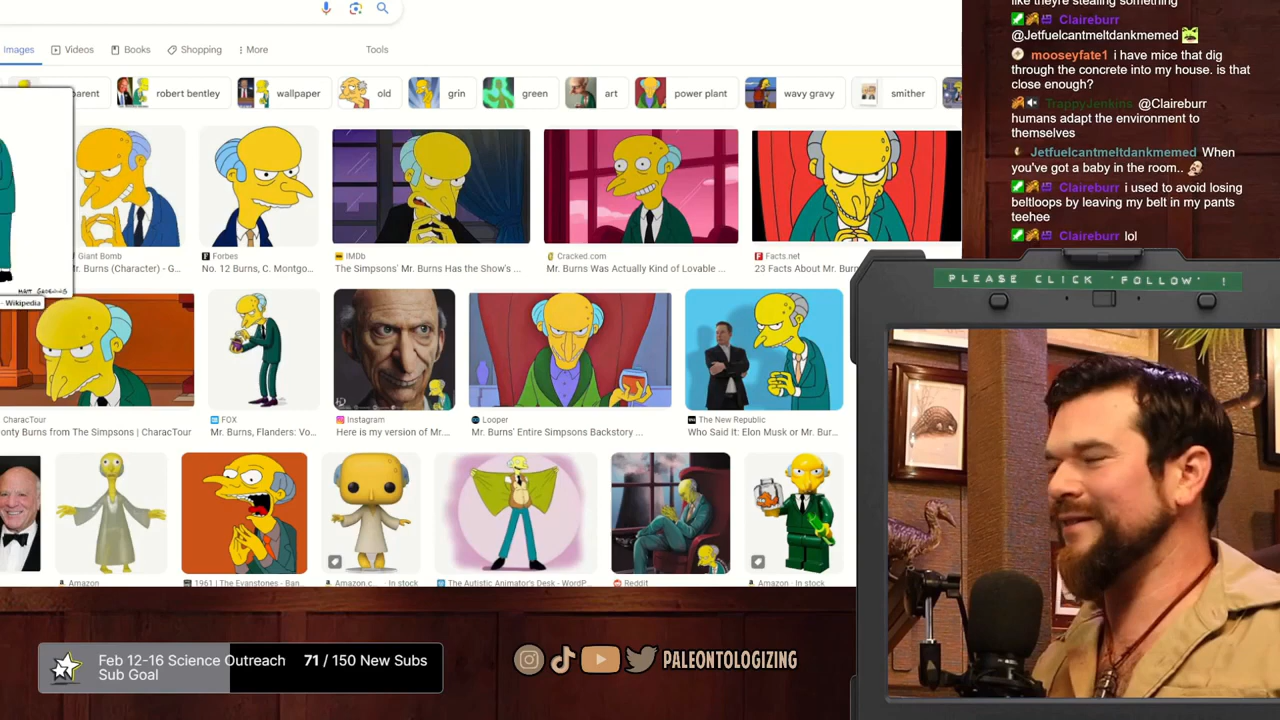 Images
Videos
Books
Shopping
More
Tools
parent
robert bentley
wallpaper
old
grin
green
art
power plant
wavy gravy
smither
MATT GROENING
- Wikipedia
Giant Bomb
Mr. Burns (Character) - G...
Forbes
No. 12 Burns, C. Montgo...
IMDb
The Simpsons' Mr. Burns Has the Show's ...
Cracked.com
Mr. Burns Was Actually Kind of Lovable ...
Facts.net
23 Facts About Mr. Burn
CharacTour
onty Burns from The Simpsons | CharacTour
FOX
Mr. Burns, Flanders: Vo...
Instagram
Here is my version of Mr....
Looper
Mr. Burns' Entire Simpsons Backstory ...
The New Republic
Who Said It: Elon Musk or Mr. Bur...
Amazon
1961 | The Evanstones - Ban...
Amazon c... · In stock
The Autistic Animator's Desk - WordP...
Reddit
Amazon · In stock
like theyre stealing something
Claireburr
@Jetfuelcantmeltdankmemed
mooseyfate1 i have mice that dig
through the concrete into my house. is that
close enough?
TrappyJenkins @Claireburr
humans adapt the environment to
themselves
Jetfuelcantmeltdankmemed When
you've got a baby in the room..
Claireburr i used to avoid losing
beltloops by leaving my belt in my pants
teehee
Claireburr lol
PLEASE CLICK 'FOLLOW' !
Feb 12-16 Science Outreach
Sub Goal
71 / 150 New Subs
PALEONTOLOGIZING